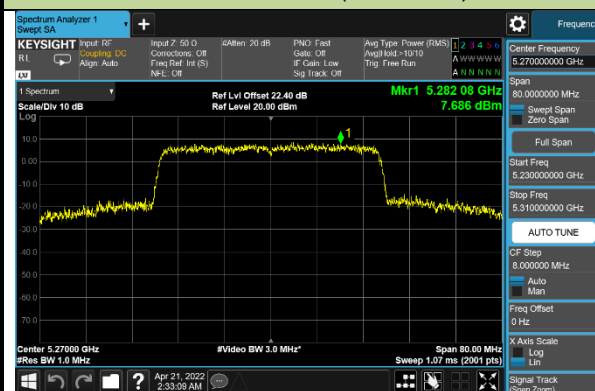 Spectrum Analyzer 1
Swept SA
Frequenc
KEYSIGHT
Input: RF
Coupling: DC
Align: Auto
Input Z: 50 Ω
Corrections: Off
Freq Ref: Int (S)
NFE: Off
#Atten: 20 dB
PNO: Fast
Gate: Off
IF Gain: Low
Sig Track: Off
Avg Type: Power (RMS)
Avg|Hold:>10/10
Trig: Free Run
1 2 3 4 5 6
A W W W W W
A N N N N N
RL
LXI
1 Spectrum
Scale/Div 10 dB
Log
Ref Lvl Offset 22.40 dB
Ref Level 20.00 dBm
Mkr1 5.282 08 GHz
7.686 dBm
1
10.0
0.00
-10.0
-20.0
-30.0
-40.0
-50.0
-60.0
-70.0
Center 5.27000 GHz
#Res BW 1.0 MHz
#Video BW 3.0 MHz*
Span 80.00 MHz
Sweep 1.07 ms (2001 pts)
Center Frequency
5.270000000 GHz
Span
80.0000000 MHz
Swept Span
Zero Span
Full Span
Start Freq
5.230000000 GHz
Stop Freq
5.310000000 GHz
AUTO TUNE
CF Step
8.000000 MHz
Auto
Man
Freq Offset
0 Hz
X Axis Scale
Log
Lin
Signal Track
(Span Zoom)
Apr 21, 2022
2:33:09 AM